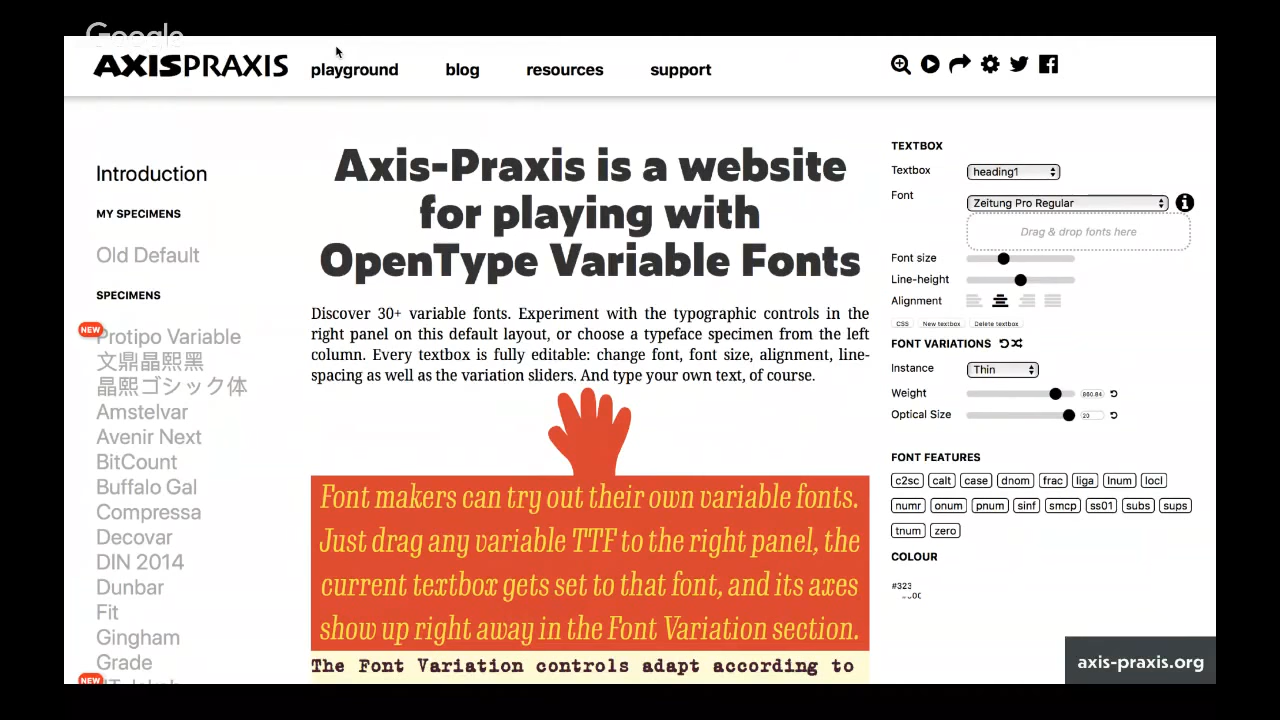 Google
AXISPRAXIS
playground
blog
resources
support
Introduction
MY SPECIMENS
Old Default
SPECIMENS
NEW
Protipo Variable
文鼎晶熙黑
晶熙ゴシック体
Amstelvar
Avenir Next
BitCount
Buffalo Gal
Compressa
Decovar
DIN 2014
Dunbar
Fit
Gingham
Grade
NEW
Axis-Praxis is a website
for playing with
OpenType Variable Fonts
Discover 30+ variable fonts. Experiment with the typographic controls in the
right panel on this default layout, or choose a typeface specimen from the left
column. Every textbox is fully editable: change font, font size, alignment, line-
spacing as well as the variation sliders. And type your own text, of course.
Font makers can try out their own variable fonts.
Just drag any variable TTF to the right panel, the
current textbox gets set to that font, and its axes
show up right away in the Font Variation section.
The Font Variation controls adapt according to
TEXTBOX
Textbox heading1
Font Zeitung Pro Regular
Drag & drop fonts here
Font size
Line-height
Alignment
CSS New textbox Delete textbox
FONT VARIATIONS
Instance Thin
Weight 860.84
Optical Size 20
FONT FEATURES
c2sc calt case dnom frac liga lnum locl
numr onum pnum sinf smcp ss01 subs sups
tnum zero
COLOUR
#323
axis-praxis.org